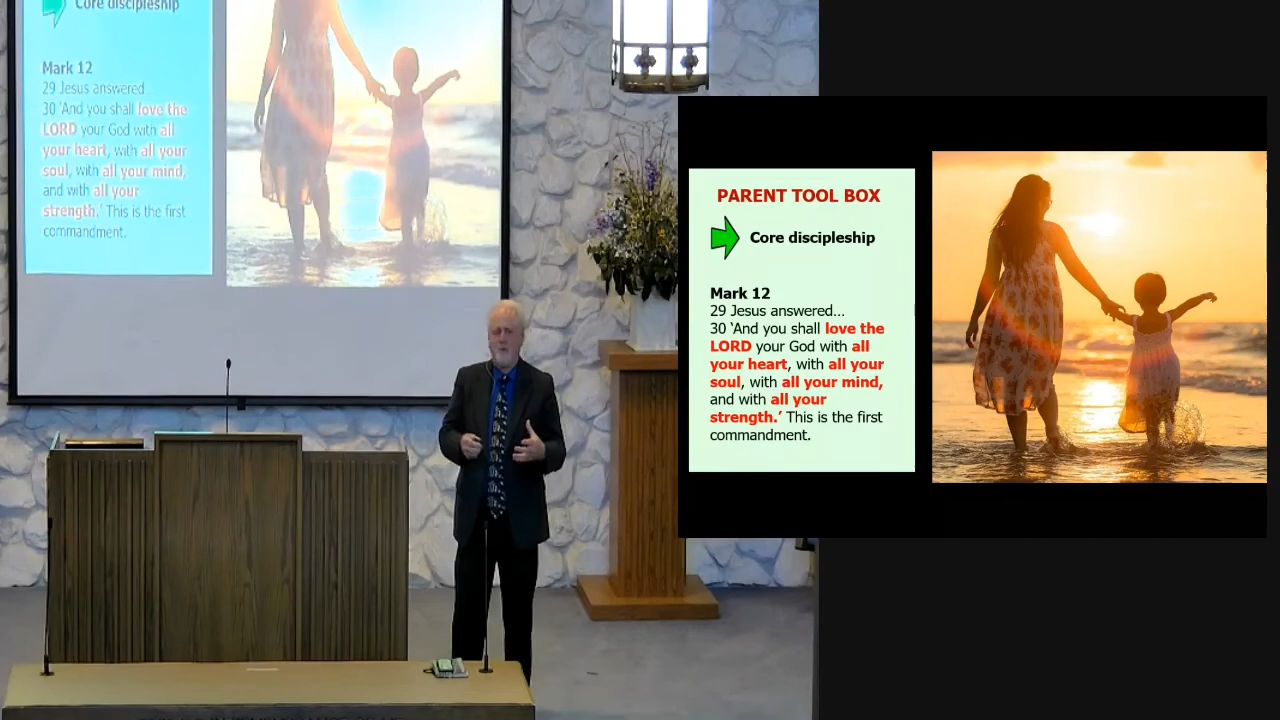 Core discipleship
Mark 12
29 Jesus answered
30 ‘And you shall love the
LORD your God with all
your heart, with all your
soul, with all your mind,
and with all your
strength.’ This is the first
commandment.
PARENT TOOL BOX
Core discipleship
Mark 12
29 Jesus answered...
30 ‘And you shall love the
LORD your God with all
your heart, with all your
soul, with all your mind,
and with all your
strength.’ This is the first
commandment.